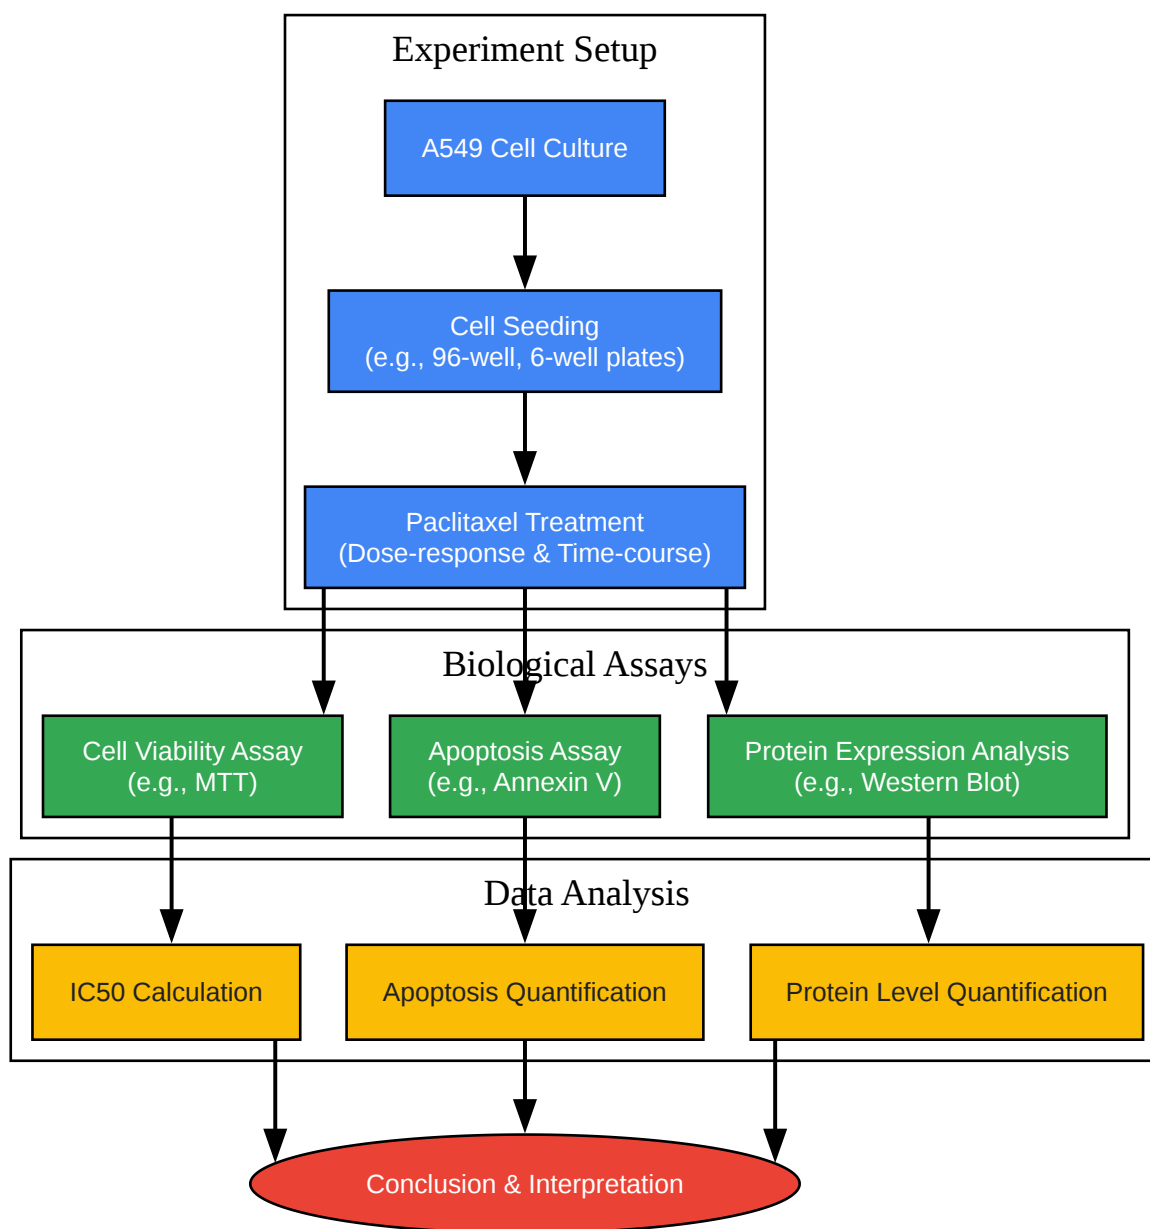 Experiment Setup
A549 Cell Culture
Cell Seeding
(e.g., 96-well, 6-well plates)
Paclitaxel Treatment
(Dose-response & Time-course)
Biological Assays
Cell Viability Assay
(e.g., MTT)
Apoptosis Assay
(e.g., Annexin V)
Protein Expression Analysis
(e.g., Western Blot)
Data Analysis
IC50 Calculation
Apoptosis Quantification
Protein Level Quantification
Conclusion & Interpretation